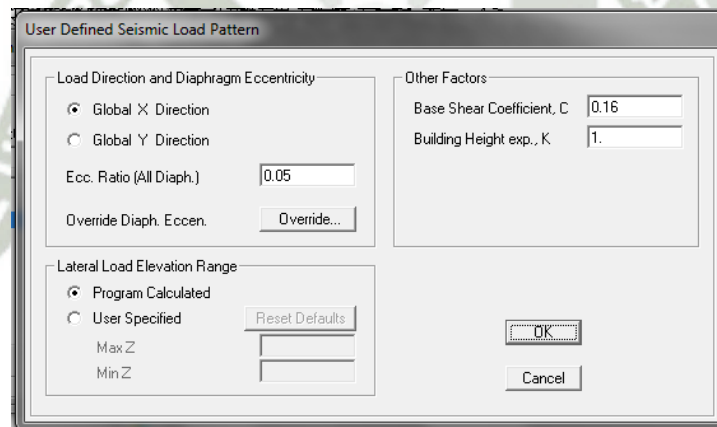 User Defined Seismic Load Pattern
Load Direction and Diaphragm Eccentricity
Global X Direction
Global Y Direction
Ecc. Ratio (All Diaph.) 0.05
Override Diaph. Eccen. Override...
Other Factors
Base Shear Coefficient, C 0.16
Building Height exp., K 1.
Lateral Load Elevation Range
Program Calculated
User Specified Reset Defaults
Max Z
Min Z
OK
Cancel